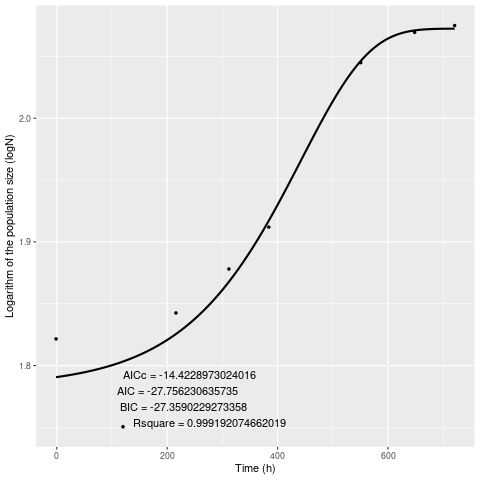 Logarithm of the population size (logN)
2.0
1.9
1.8
AICc = -14.4228973024016
AIC = -27.756230635735
BIC = -27.3590229273358
Rsquare = 0.999192074662019
0 200 400 600
Time (h)